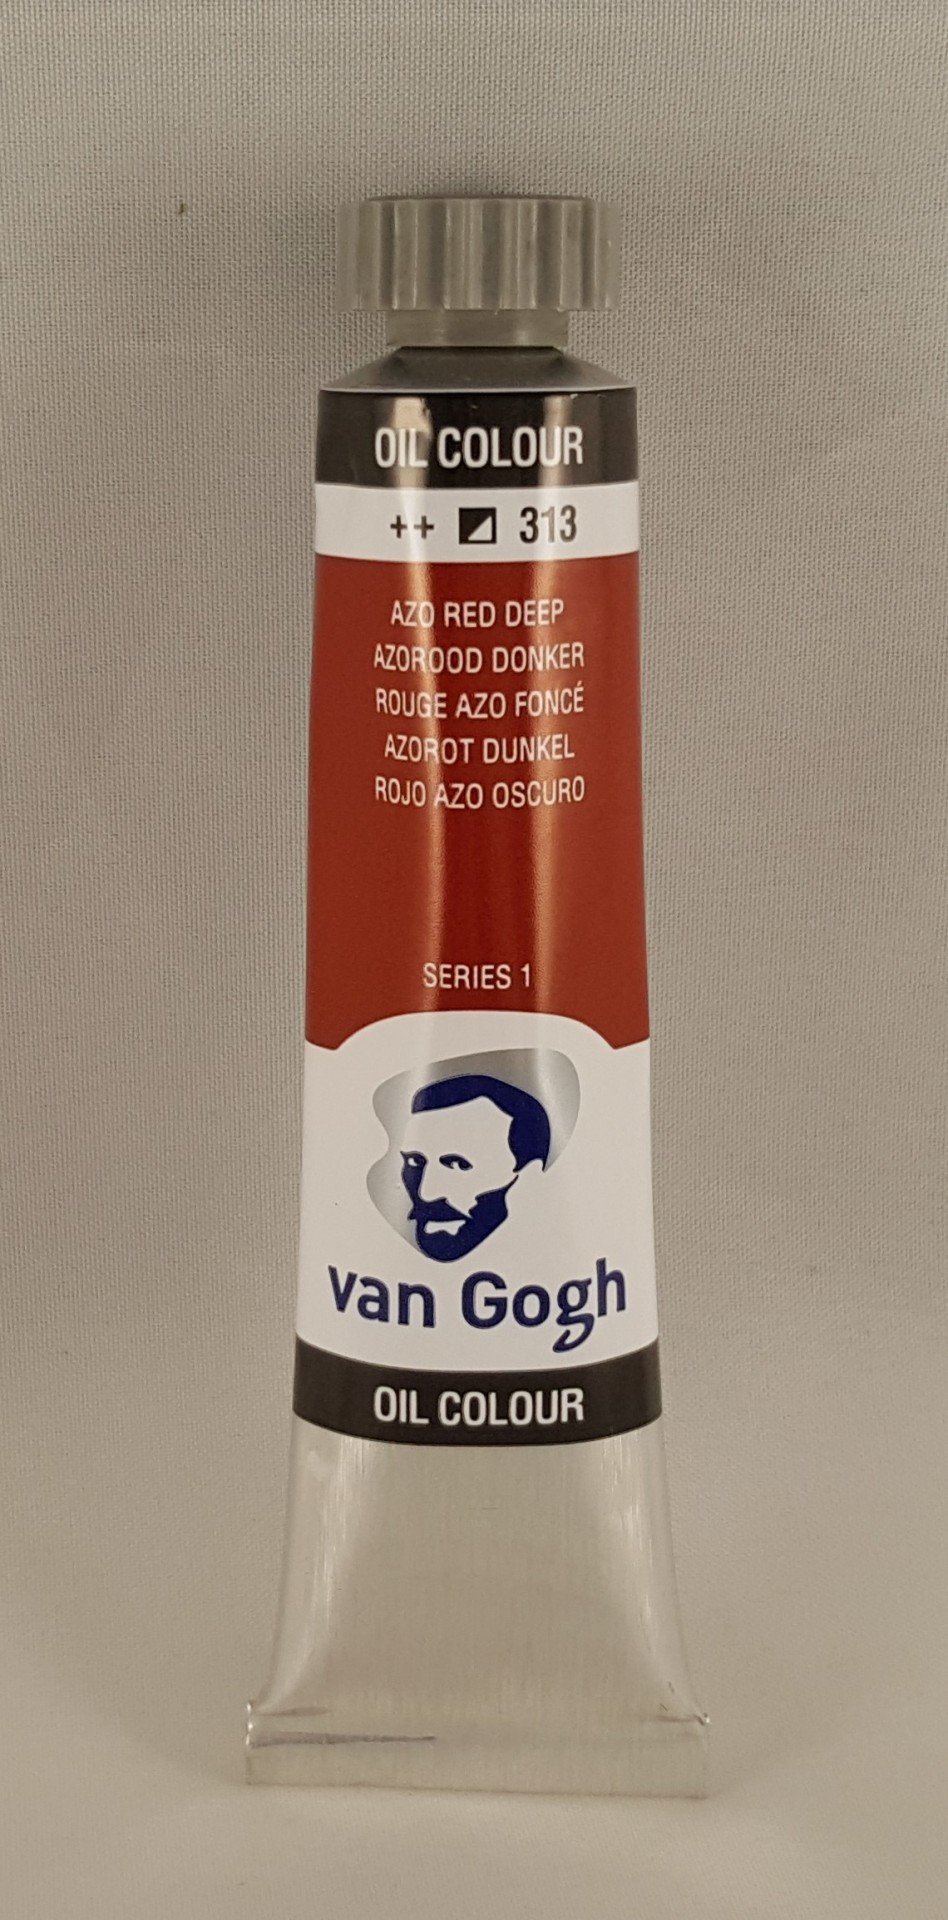 OIL COLOUR
++ 313
AZO RED DEEP
AZOROOD DONKER
ROUGE AZO FONCÉ
AZOROT DUNKEL
ROJO AZO OSCURO
SERIES 1
van Gogh
OIL COLOUR